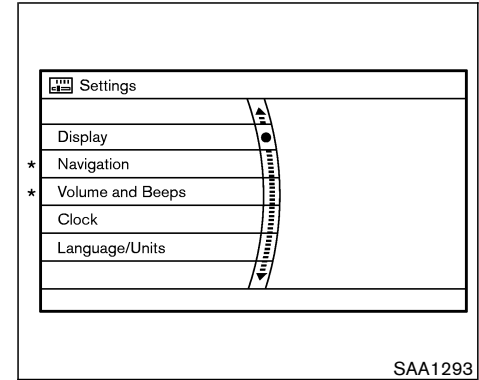 Settings
Display
* Navigation
* Volume and Beeps
Clock
Language/Units
SAA1293